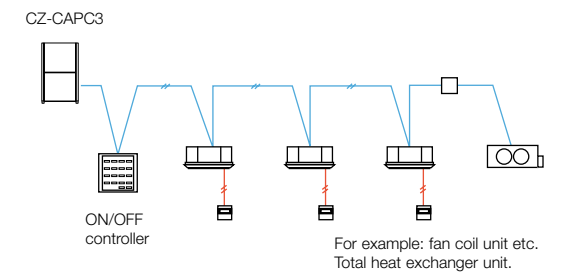 CZ-CAPC3
ON/OFF
controller
For example: fan coil unit etc.
Total heat exchanger unit.